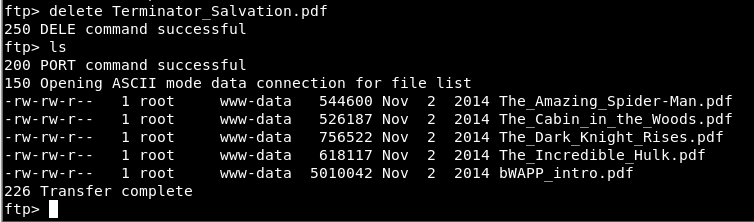 ftp> delete Terminator_Salvation.pdf
250 DELE command successful
ftp> ls
200 PORT command successful
150 Opening ASCII mode data connection for file list
-rw-rw-r--   1 root     www-data   544600 Nov  2  2014 The_Amazing_Spider-Man.pdf
-rw-rw-r--   1 root     www-data   526187 Nov  2  2014 The_Cabin_in_the_Woods.pdf
-rw-rw-r--   1 root     www-data   756522 Nov  2  2014 The_Dark_Knight_Rises.pdf
-rw-rw-r--   1 root     www-data   618117 Nov  2  2014 The_Incredible_Hulk.pdf
-rw-rw-r--   1 root     www-data  5010042 Nov  2  2014 bWAPP_intro.pdf
226 Transfer complete
ftp>